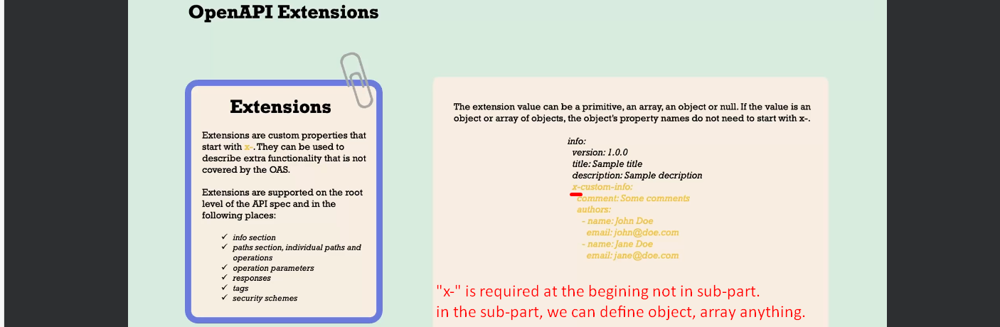 OpenAPI Extensions
Extensions
Extensions are custom properties that
start with x-. They can be used to
describe extra functionality that is not
covered by the OAS.
Extensions are supported on the root
level of the API spec and in the
following places:
✓ info section
✓ paths section, individual paths and
operations
✓ operation parameters
✓ responses
✓ tags
✓ security schemes
The extension value can be a primitive, an array, an object or null. If the value is an
object or array of objects, the object's property names do not need to start with x-.
info:
version: 1.0.0
title: Sample title
description: Sample decription
x-custom-info:
comment: Some comments
authors:
- name: John Doe
email: john@doe.com
- name: Jane Doe
email: jane@doe.com
"x-" is required at the begining not in sub-part.
in the sub-part, we can define object, array anything.